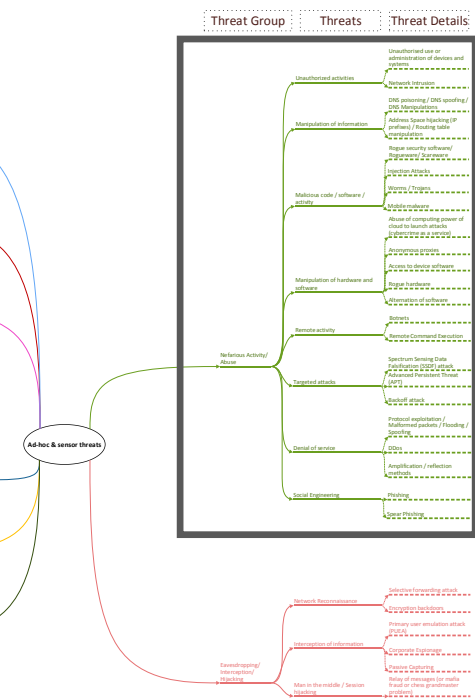 Threat Group
Threats
Threat Details
Unauthorised use or
administration of devices and
systems
Unauthorized activities
Network Intrusion
DNS poisoning / DNS spoofing /
DNS Manipulations
Manipulation of information
Address Space hijacking (IP
prefixes) / Routing table
manipulation
Rogue security software/
Rogueware/ Scareware
Injection Attacks
Malicious code / software /
activity
Worms / Trojans
Mobile malware
Abuse of computing power of
cloud to launch attacks
(cybercrime as a service)
Anonymous proxies
Access to device software
Manipulation of hardware and
software
Rogue hardware
Alternation of software
Botnets
Remote activity
Remote Command Execution
Nefarious Activity/
Abuse
Spectrum Sensing Data
Falsification (SSDF) attack
Targeted attacks
Advanced Persistent Threat
(APT)
Backoff attack
Protocol exploitation /
Malformed packets / Flooding /
Spoofing
Denial of service
DDos
Amplification / reflection
methods
Social Engineering
Phishing
Spear Phishing
Ad-hoc & sensor threats
Selective forwarding attack
Network Reconnaissance
Encryption backdoors
Primary user emulation attack
(PUEA)
Interception of information
Corporate Espionage
Passive Capturing
Eavesdropping/
Interception/
Hijacking
Man in the middle / Session
hijacking
Relay of messages (or mafia
fraud or chess grandmaster
problem)